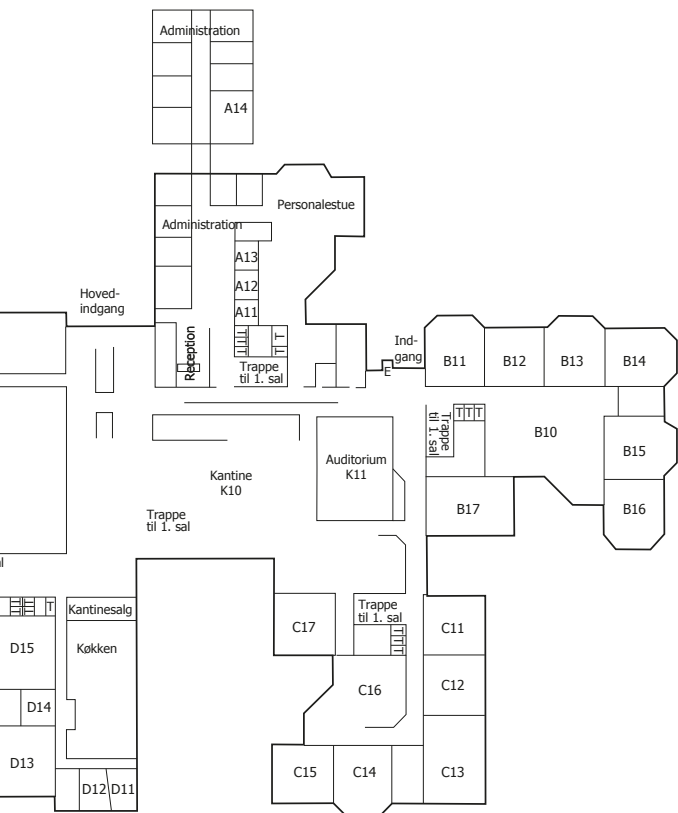 Administration
A14
Personalestue
Administration
A13
A12
A11
Hoved-
indgang
Reception
T
T
T
T
T
Trappe
til 1. sal
Ind-
gang
E
B11
B12
B13
B14
T T T
Trappe
til 1. sal
B10
B15
B16
B17
Auditorium
K11
Kantine
K10
Trappe
til 1. sal
T
Kantinesalg
Køkken
D15
D14
D13
D12
D11
C17
Trappe
til 1. sal
T
T
T
C11
C12
C16
C15
C14
C13